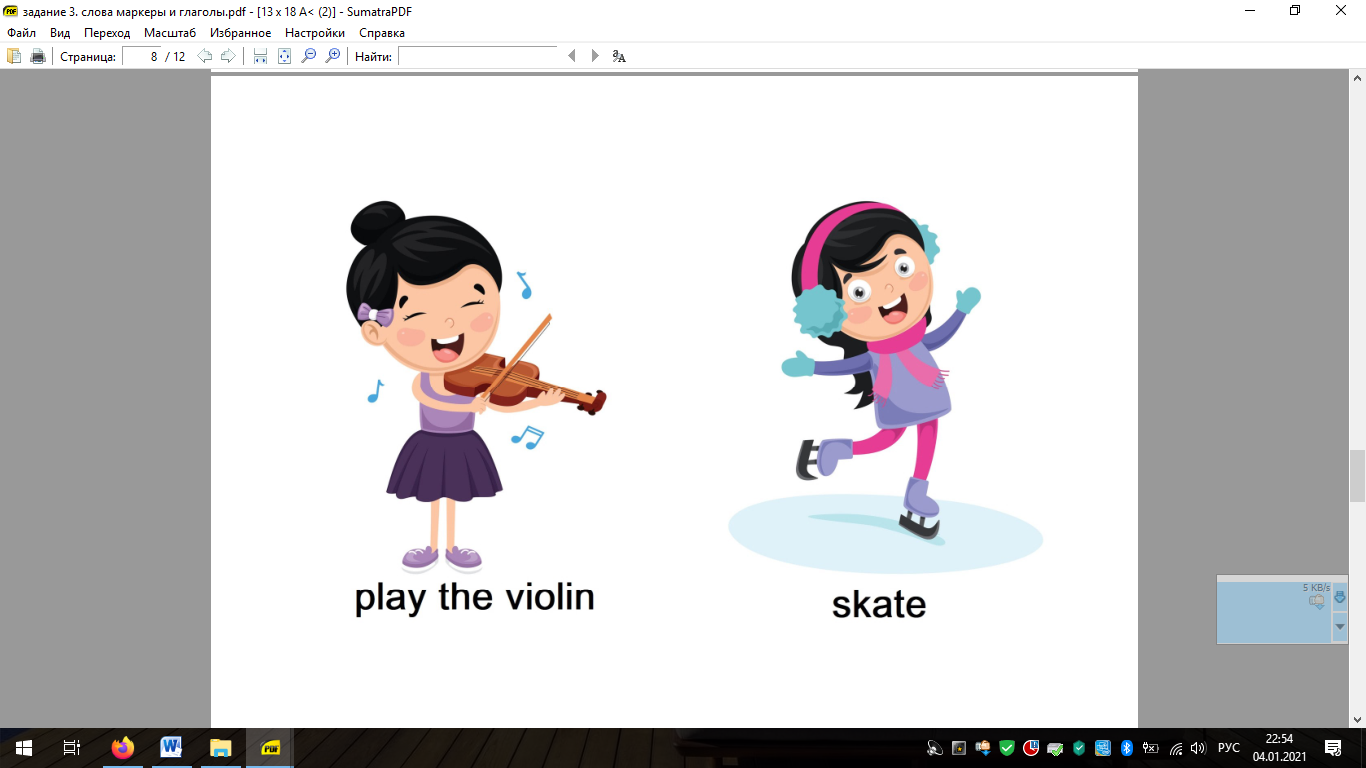 задание 3. слова маркеры и глаголы.pdf - [13 x 18 A< (2)] - SumatraPDF
Файл Вид Переход Масштаб Избранное Настройки Справка
Страница: 8 / 12 Найти:
play the violin
skate
5 KB/s
PDF
РУС
22:54
04.01.2021